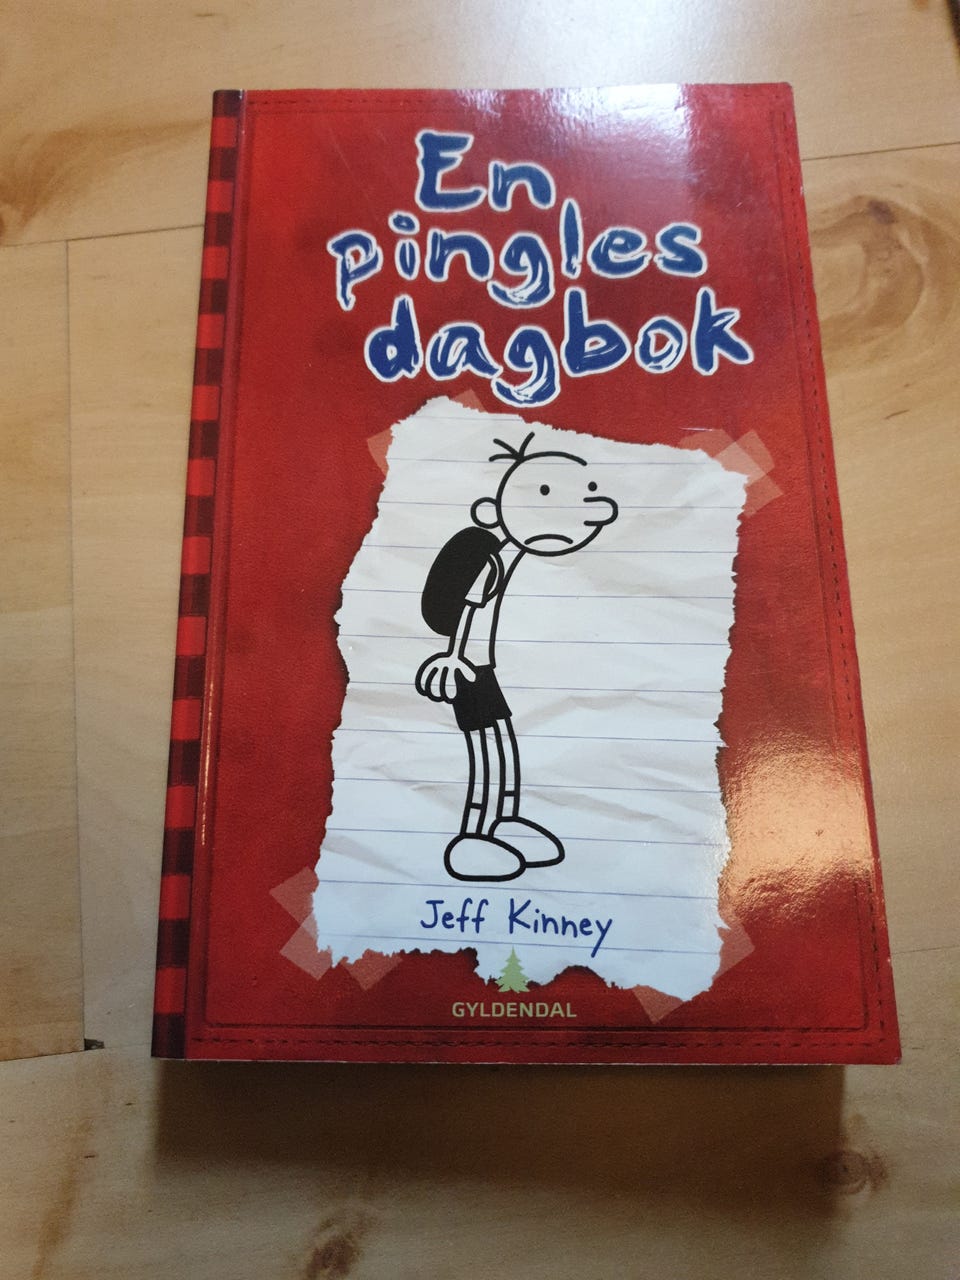 En
pingles
dagbok
Jeff Kinney
GYLDENDAL